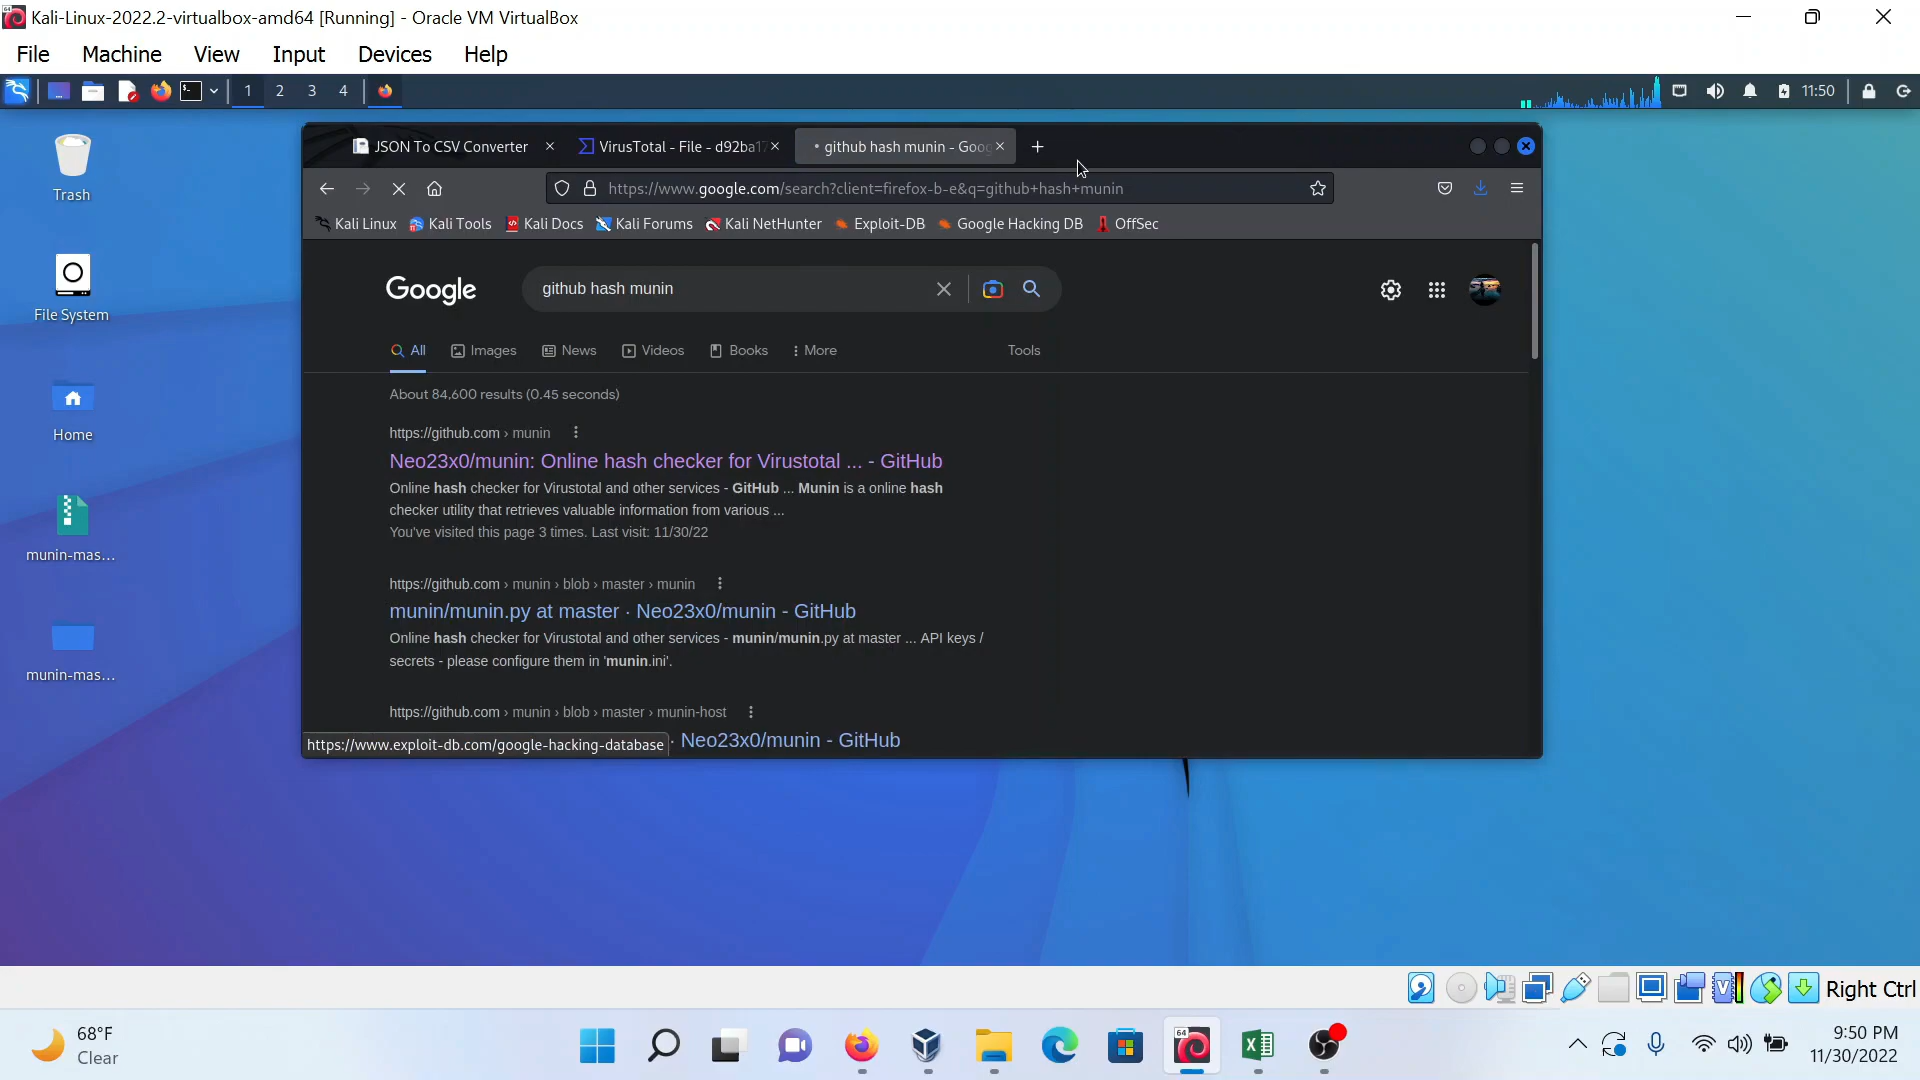 Kali-Linux-2022.2-virtualbox-amd64 [Running] - Oracle VM VirtualBox
File Machine View Input Devices Help
1 2 3 4 11:50
JSON To CSV Converter VirusTotal - File - d92ba17 github hash munin - Goog
https://www.google.com/search?client=firefox-b-e&q=github+hash+munin
Kali Linux Kali Tools Kali Docs Kali Forums Kali NetHunter Exploit-DB Google Hacking DB OffSec
Trash
File System
Home
munin-mas...
munin-mas...
Google github hash munin
All Images News Videos Books More Tools
About 84,600 results (0.45 seconds)
https://github.com › munin
Neo23x0/munin: Online hash checker for Virustotal ... - GitHub
Online hash checker for Virustotal and other services - GitHub ... Munin is a online hash
checker utility that retrieves valuable information from various ...
You've visited this page 3 times. Last visit: 11/30/22
https://github.com › munin › blob › master › munin
munin/munin.py at master · Neo23x0/munin - GitHub
Online hash checker for Virustotal and other services - munin/munin.py at master ... API keys /
secrets - please configure them in 'munin.ini'.
https://github.com › munin › blob › master › munin-host
· Neo23x0/munin - GitHub
https://www.exploit-db.com/google-hacking-database
Right Ctrl
68°F
Clear
64
9:50 PM
11/30/2022